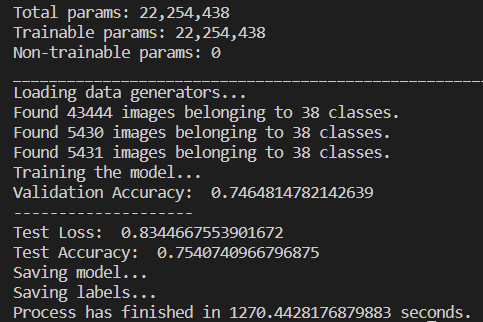 Total params: 22,254,438
Trainable params: 22,254,438
Non-trainable params: 0
_________________________________________________________________
Loading data generators...
Found 43444 images belonging to 38 classes.
Found 5430 images belonging to 38 classes.
Found 5431 images belonging to 38 classes.
Training the model...
Validation Accuracy:  0.7464814782142639
--------------------
Test Loss:  0.8344667553901672
Test Accuracy:  0.7540740966796875
Saving model...
Saving labels...
Process has finished in 1270.4428176879883 seconds.